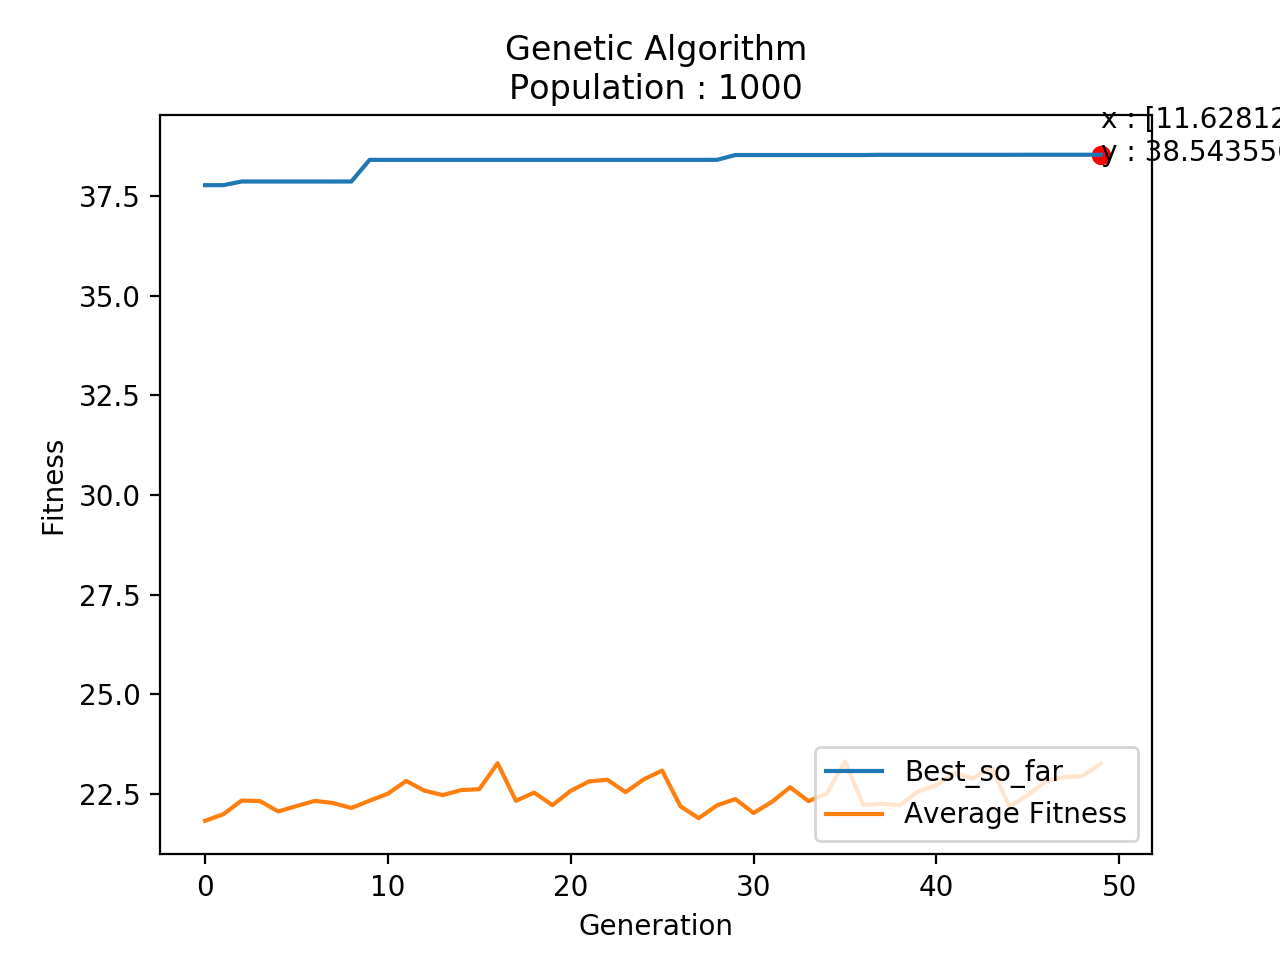 Genetic Algorithm
Population : 1000
x : [11.62812
y : 38.543550
37.5
35.0
32.5
30.0
27.5
25.0
22.5
Fitness
Best_so_far
Average Fitness
0 10 20 30 40 50
Generation